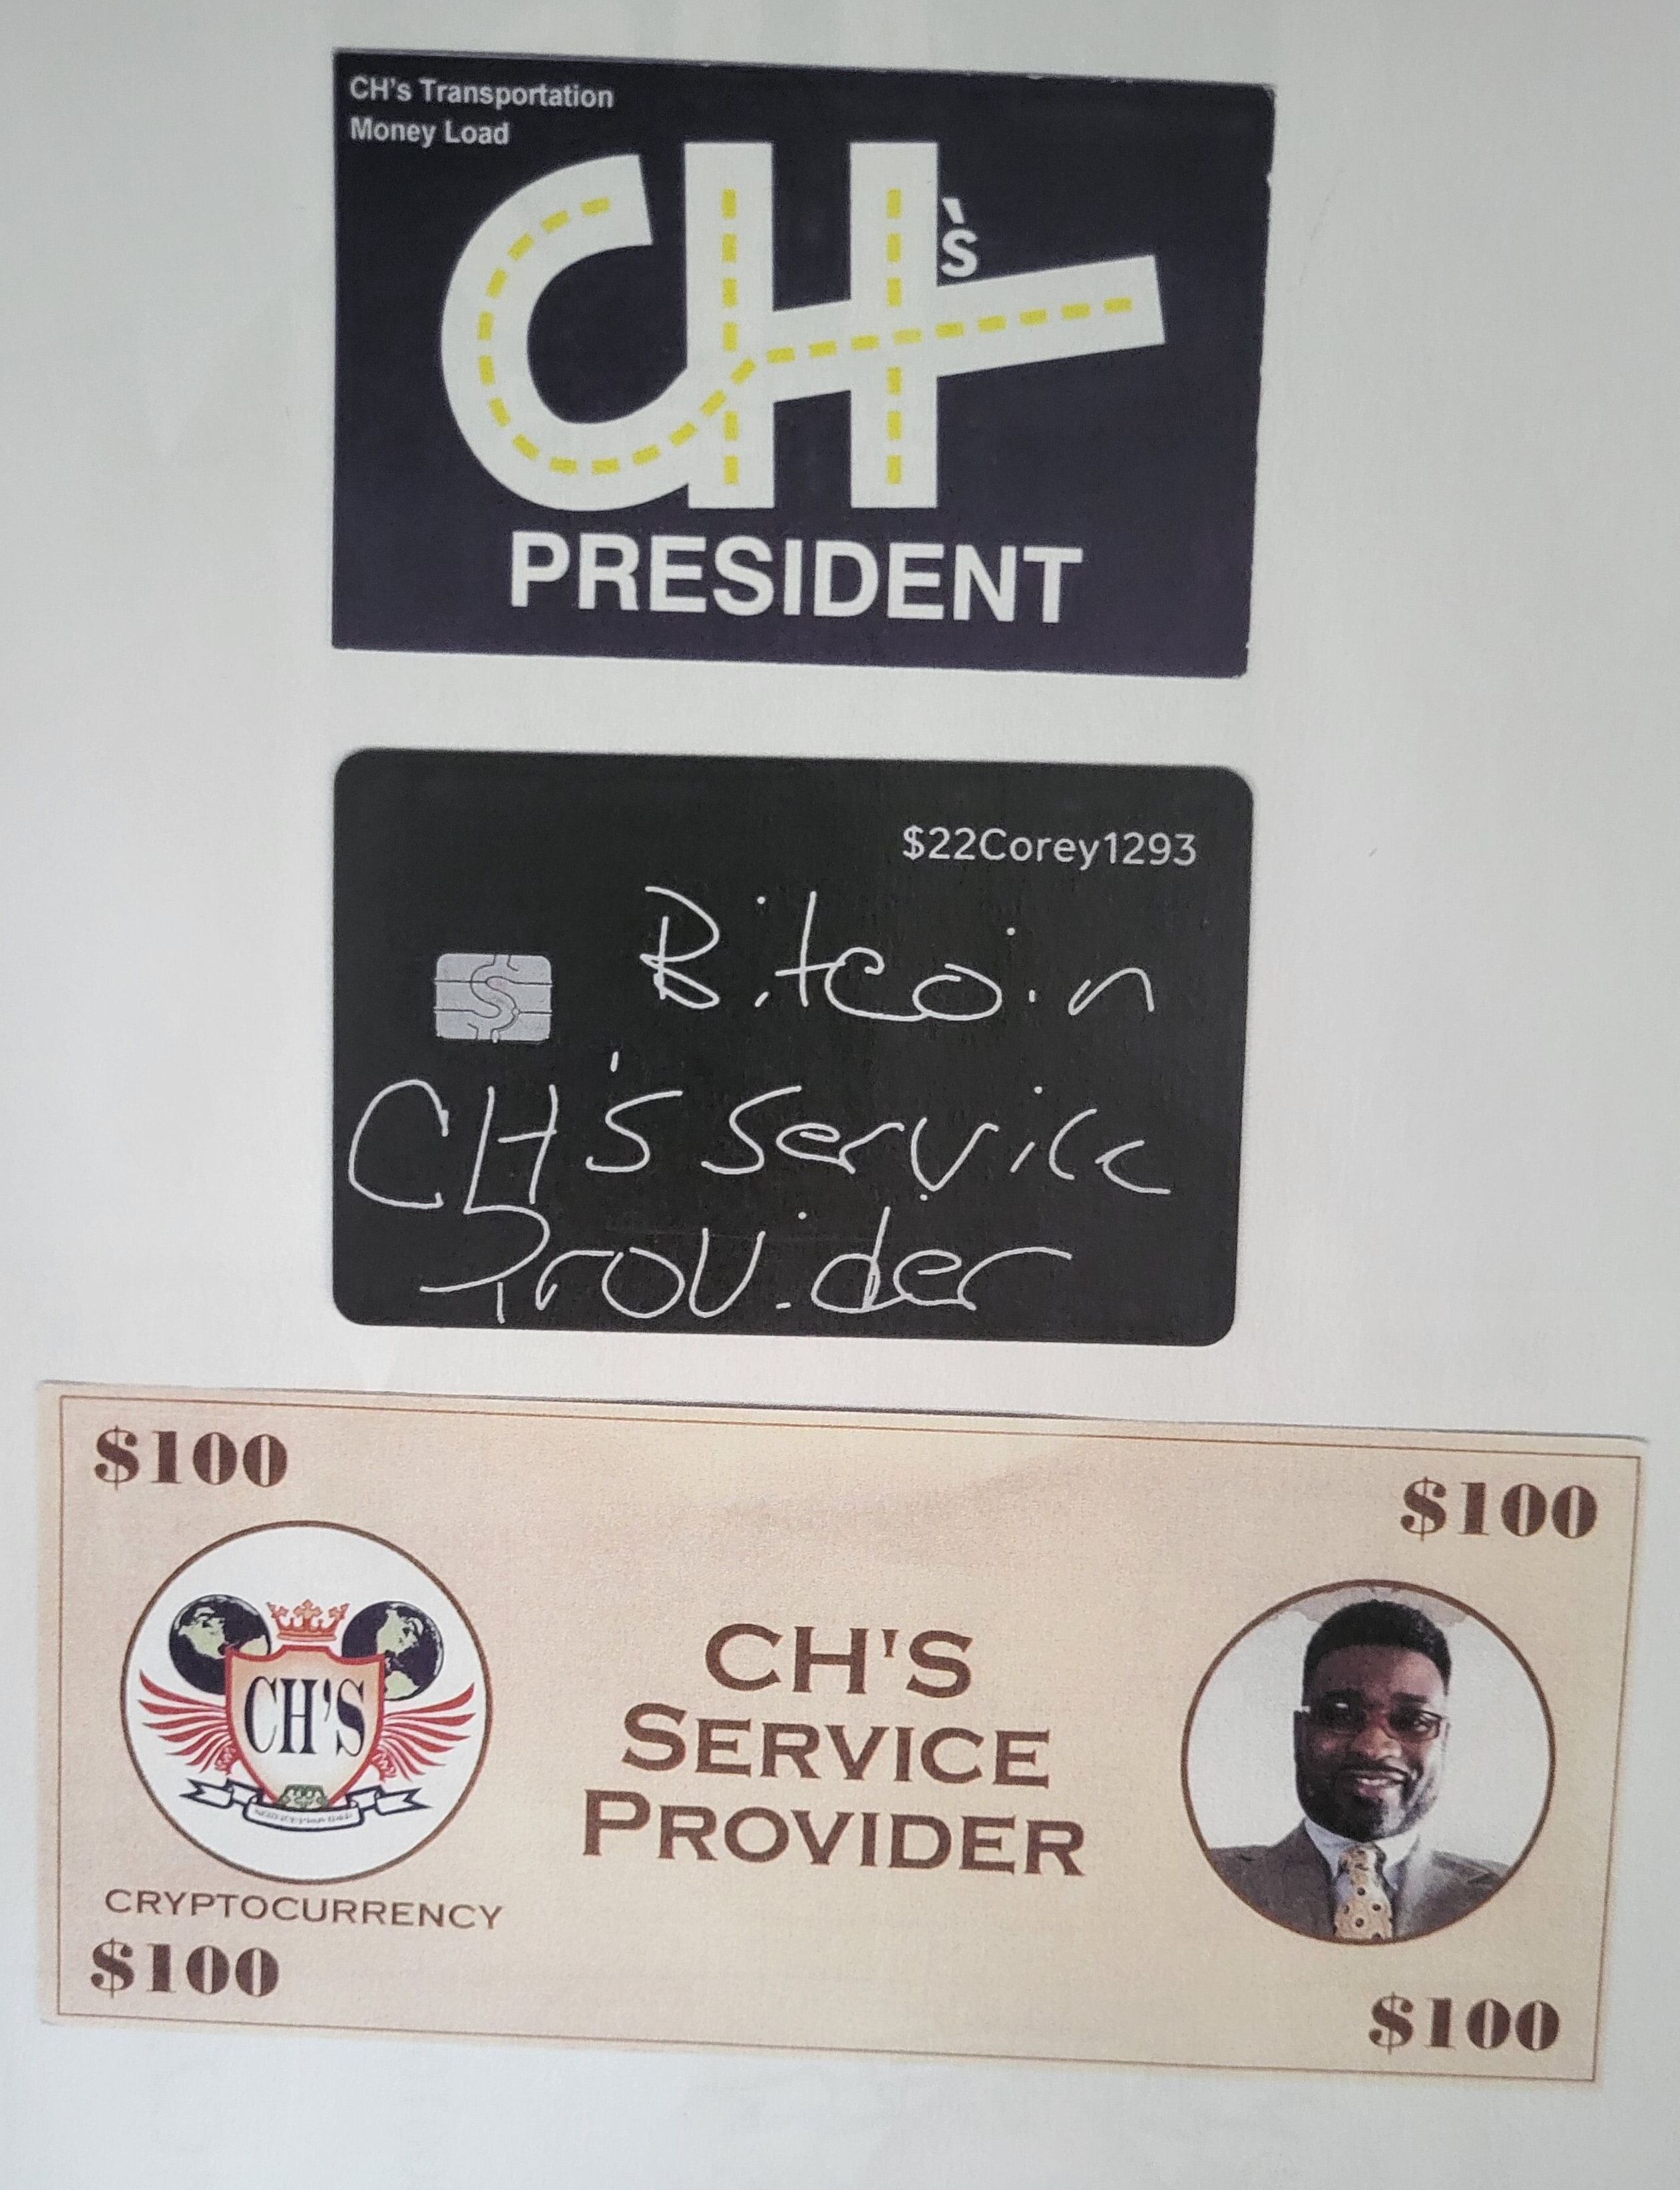 CH's Transportation
Money Load
CH's
PRESIDENT
$22Corey1293
Bitcoin
CH's Service
Provider
$100
$100
CH'S
CH'S
SERVICE
PROVIDER
CRYPTOCURRENCY
$100
$100